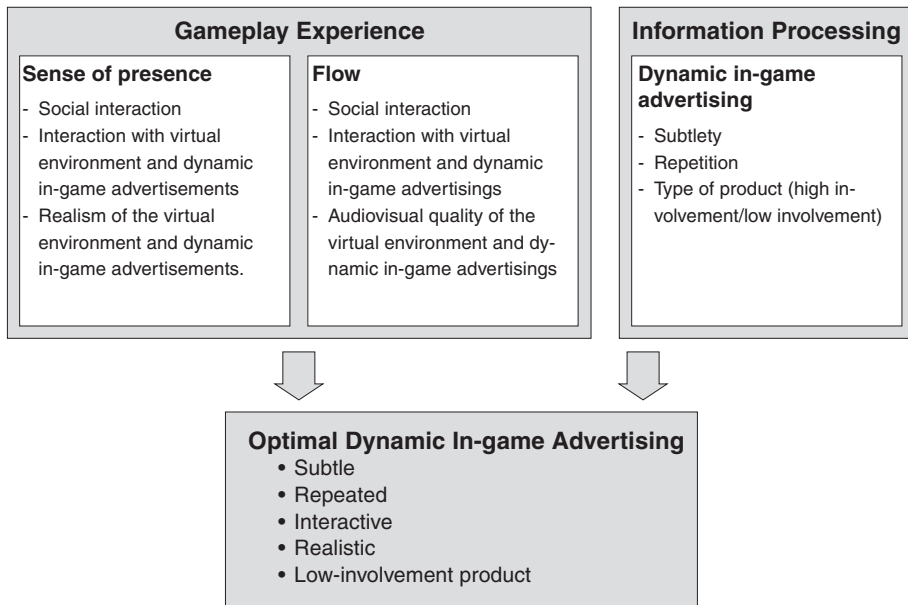 Gameplay Experience
Sense of presence
- Social interaction
- Interaction with virtual
environment and dynamic
in-game advertisements
- Realism of the virtual
environment and dynamic
in-game advertisements.
Flow
- Social interaction
- Interaction with virtual
environment and dynamic
in-game advertisings
- Audiovisual quality of the
virtual environment and dy-
namic in-game advertisings
Information Processing
Dynamic in-game
advertising
- Subtlety
- Repetition
- Type of product (high in-
volvement/low involvement)
Optimal Dynamic In-game Advertising
• Subtle
• Repeated
• Interactive
• Realistic
• Low-involvement product